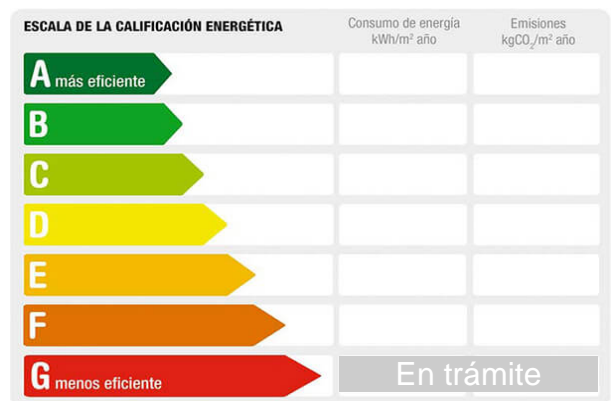 ESCALA DE LA CALIFICACIÓN ENERGÉTICA
Consumo de energía
kWh/m² año
Emisiones
kgCO₂/m² año
A más eficiente
B
C
D
E
F
G menos eficiente
En trámite